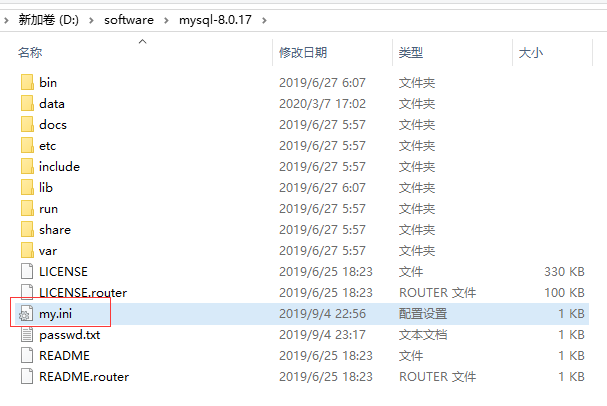 新加卷 (D:) › software › mysql-8.0.17 ›
名称 修改日期 类型 大小
bin 2019/6/27 6:07 文件夹
data 2020/3/7 17:02 文件夹
docs 2019/6/27 5:57 文件夹
etc 2019/6/27 5:57 文件夹
include 2019/6/27 5:57 文件夹
lib 2019/6/27 6:07 文件夹
run 2019/6/27 5:57 文件夹
share 2019/6/27 5:57 文件夹
var 2019/6/27 5:57 文件夹
LICENSE 2019/6/25 18:23 文件 330 KB
LICENSE.router 2019/6/25 18:23 ROUTER 文件 100 KB
my.ini 2019/9/4 22:56 配置设置 1 KB
passwd.txt 2019/9/4 23:17 文本文档 1 KB
README 2019/6/25 18:23 文件 1 KB
README.router 2019/6/25 18:23 ROUTER 文件 1 KB